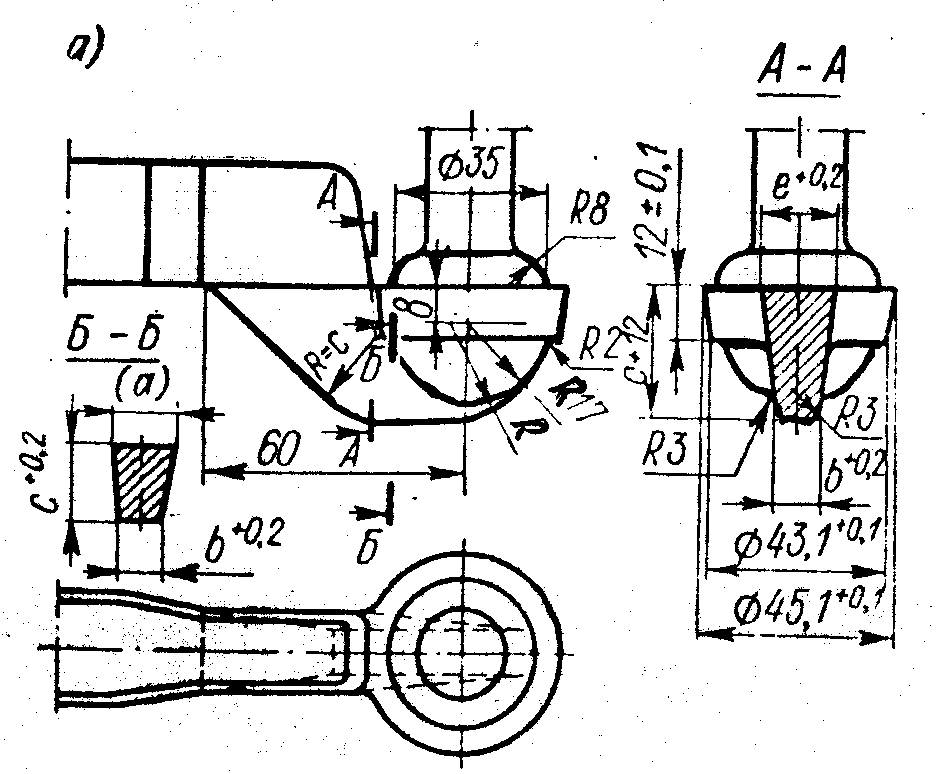 а)
А - А
Ø35
А
R8
12±0,1
e+0,2
8
Б - Б
(а)
R=C
Б
R2
c+12
R17
R
R3
R3
c+0,2
60
А
b+0,2
b+0,2
Б
Ø43,1+0,1
Ø45,1+0,1